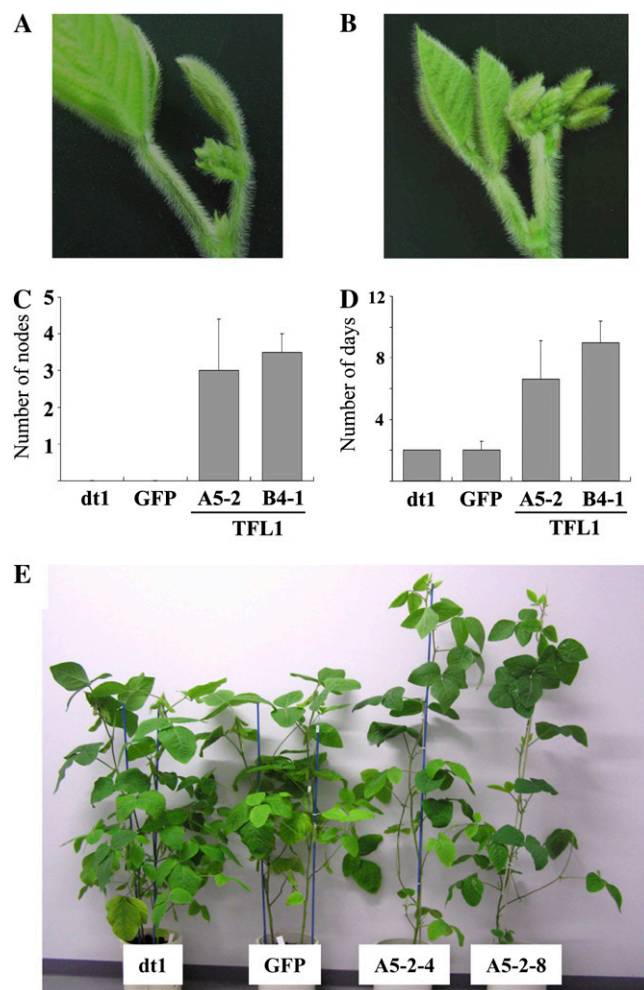 A
B
C
Number of nodes
5
4
3
2
1
dt1 GFP A5-2 B4-1
TFL1
D
Number of days
12
8
4
dt1 GFP A5-2 B4-1
TFL1
E
dt1
GFP
A5-2-4
A5-2-8